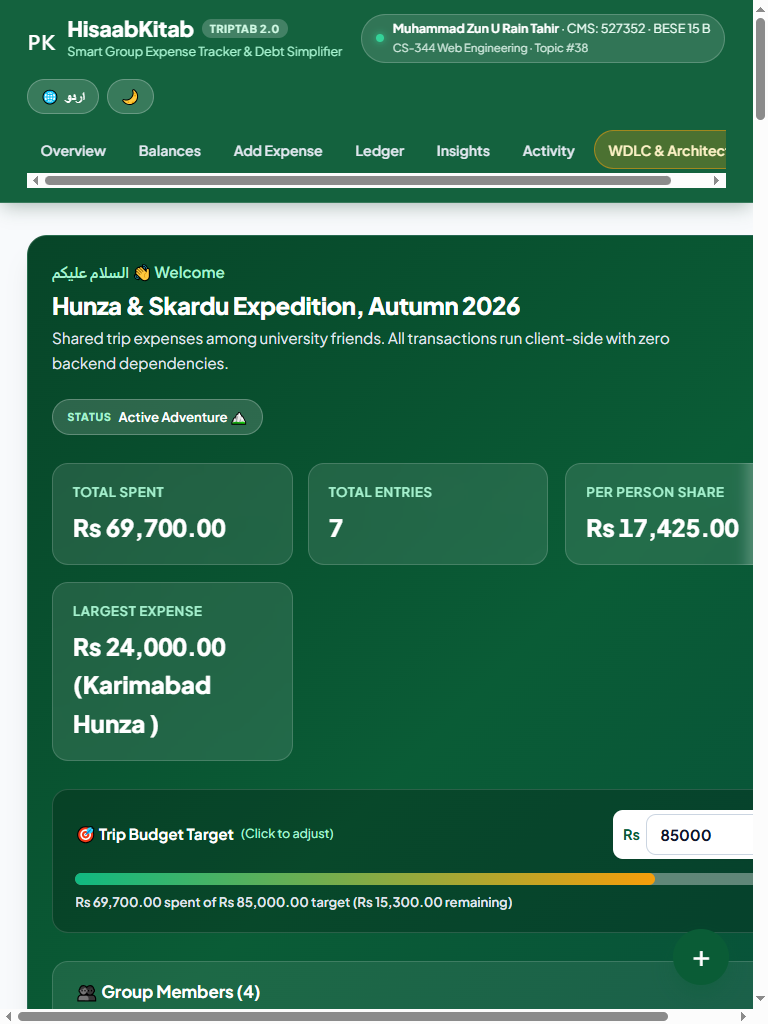 PK HisaabKitab TRIPTAB 2.0
Smart Group Expense Tracker & Debt Simplifier
Muhammad Zun U Rain Tahir · CMS: 527352 · BESE 15 B
CS-344 Web Engineering · Topic #38
🌐 اردو 🌙
Overview Balances Add Expense Ledger Insights Activity WDLC & Architec
السلام عليكم 👋 Welcome
Hunza & Skardu Expedition, Autumn 2026
Shared trip expenses among university friends. All transactions run client-side with zero
backend dependencies.
STATUS Active Adventure 🏔️
TOTAL SPENT
Rs 69,700.00
TOTAL ENTRIES
7
PER PERSON SHARE
Rs 17,425.00
LARGEST EXPENSE
Rs 24,000.00
(Karimabad
Hunza )
🎯 Trip Budget Target (Click to adjust)
Rs 85000
Rs 69,700.00 spent of Rs 85,000.00 target (Rs 15,300.00 remaining)
+
👥 Group Members (4)